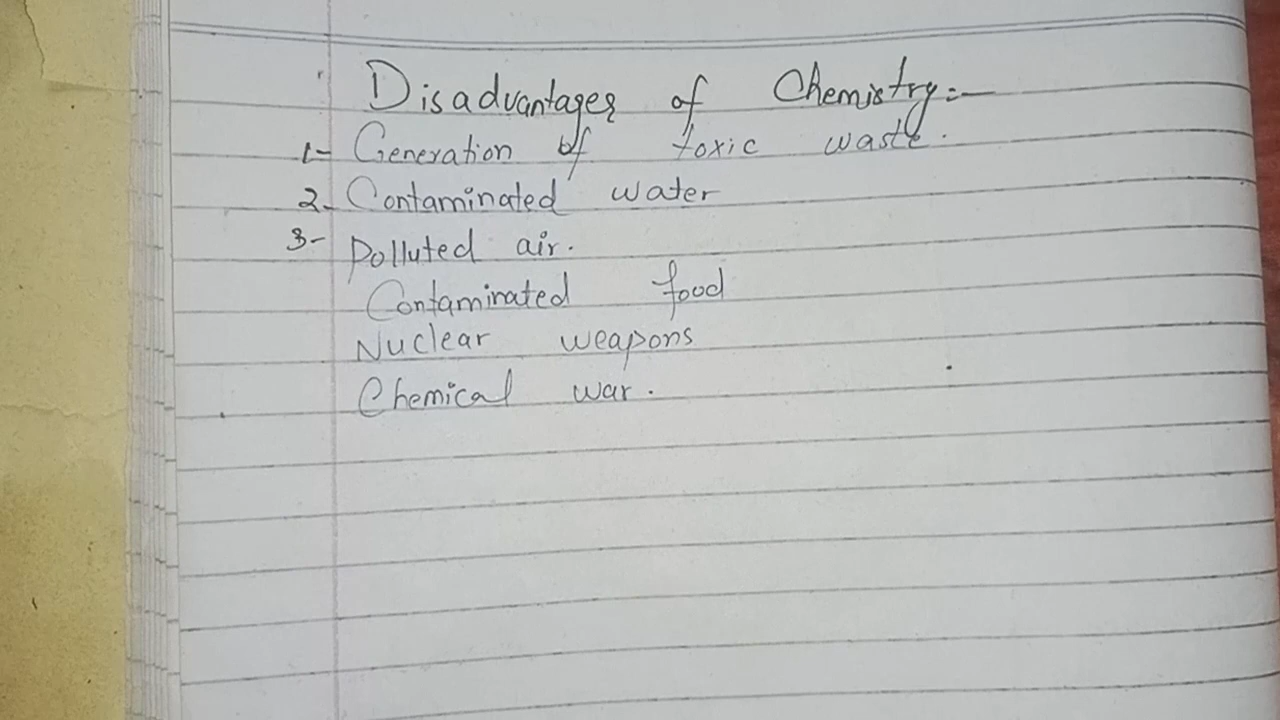 Disadvantages of Chemistry:-
1- Generation of toxic waste.
2- Contaminated water
3- Polluted air.
Contaminated food
Nuclear weapons
Chemical war.